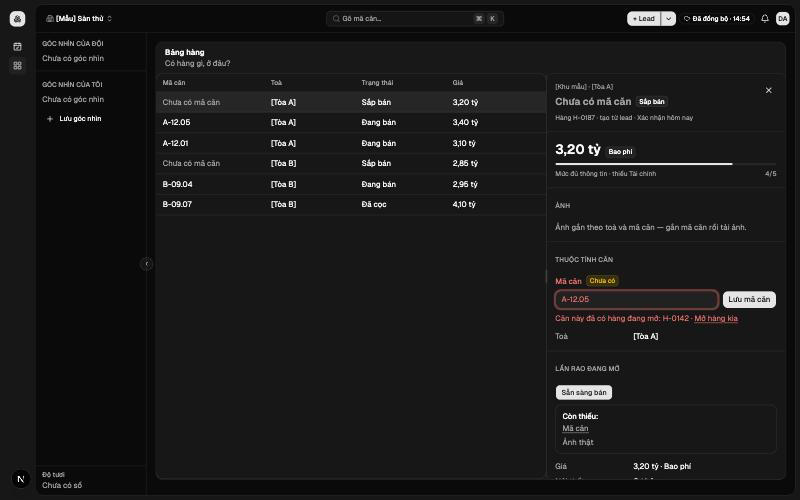 [Mẫu] Sàn thủ
Gõ mã căn...
⌘ K
+ Lead
Đã đồng bộ · 14:54
DA
GÓC NHÌN CỦA ĐỘI
Chưa có góc nhìn
GÓC NHÌN CỦA TÔI
Chưa có góc nhìn
+ Lưu góc nhìn
Độ tươi
Chưa có số
N
Bảng hàng
Có hàng gì, ở đâu?
Mã căn Toà Trạng thái Giá
Chưa có mã căn [Tòa A] Sắp bán 3,20 tỷ
A-12.05 [Tòa A] Đang bán 3,40 tỷ
A-12.01 [Tòa A] Đang bán 3,10 tỷ
Chưa có mã căn [Tòa B] Sắp bán 2,85 tỷ
B-09.04 [Tòa B] Đang bán 2,95 tỷ
B-09.07 [Tòa B] Đã cọc 4,10 tỷ
[Khu mẫu] · [Tòa A]
Chưa có mã căn Sắp bán
Hàng H-0187 · tạo từ lead · Xác nhận hôm nay
3,20 tỷ Bao phí
Mức đủ thông tin · thiếu Tài chính 4/5
ẢNH
Ảnh gắn theo toà và mã căn — gắn mã căn rồi tải ảnh.
THUỘC TÍNH CĂN
Mã căn Chưa có
A-12.05 Lưu mã căn
Căn này đã có hàng đang mở: H-0142 · Mở hàng kia
Toà [Tòa A]
LẦN RAO ĐANG MỞ
Sẵn sàng bán
Còn thiếu:
Mã căn
Ảnh thật
Giá 3,20 tỷ · Bao phí